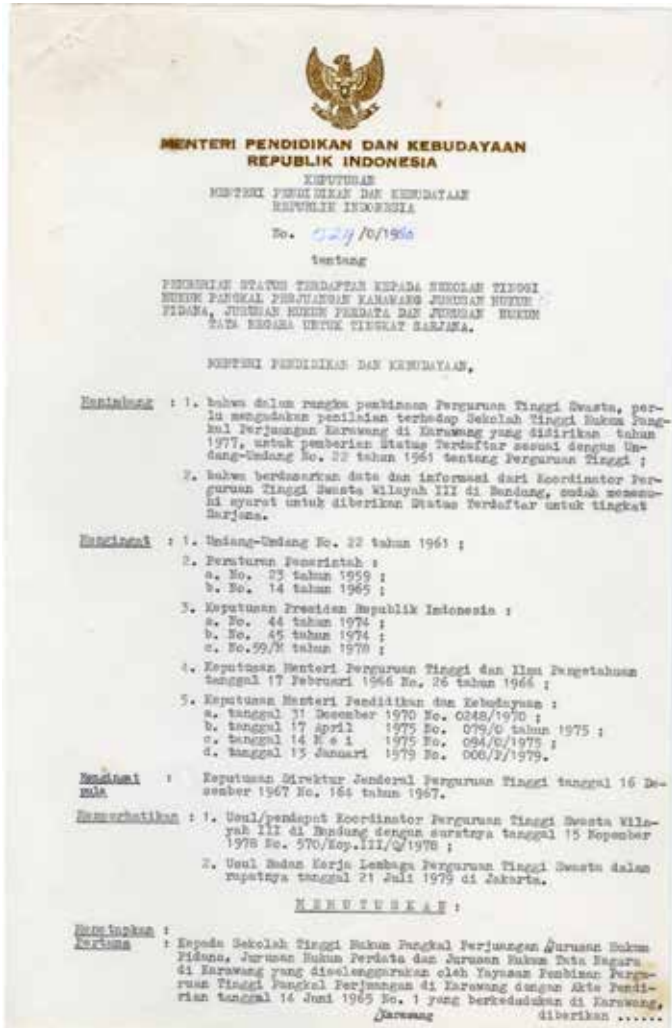 MENTERI PENDIDIKAN DAN KEBUDAYAAN
REPUBLIK INDONESIA
KEPUTUSAN
MENTERI PENDIDIKAN DAN KEBUDAYAAN
REPUBLIK INDONESIA
No. 024/0/1980
tentang
PEMBERIAN STATUS TERDAFTAR KEPADA SEKOLAH TINGGI
HUKUM PANGKAL PERJUANGAN KARAWANG JURUSAN HUKUM
PIDANA, JURUSAN HUKUM PERDATA DAN JURUSAN HUKUM
TATA NEGARA UNTUK TINGKAT SARJANA.
MENTERI PENDIDIKAN DAN KEBUDAYAAN,
Menimbang : 1. bahwa dalam rangka pembinaan Perguruan Tinggi Swasta, per-
lu mengadakan penilaian terhadap Sekolah Tinggi Hukum Pang-
kal Perjuangan Karawang di Karawang yang didirikan tahun
1977, untuk pemberian Status Terdaftar sesuai dengan Un-
dang-Undang No. 22 tahun 1961 tentang Perguruan Tinggi ;
2. bahwa berdasarkan data dan informasi dari Koordinator Per-
guruan Tinggi Swasta Wilayah III di Bandung, sudah memenu-
hi syarat untuk diberikan Status Terdaftar untuk tingkat
Sarjana.
Mengingat : 1. Undang-Undang No. 22 tahun 1961 ;
2. Peraturan Pemerintah :
a. No. 23 tahun 1959 ;
b. No. 14 tahun 1965 ;
3. Keputusan Presiden Republik Indonesia :
a. No. 44 tahun 1974 ;
b. No. 45 tahun 1974 ;
c. No.59/M tahun 1978 ;
4. Keputusan Menteri Perguruan Tinggi dan Ilmu Pengetahuan
tanggal 17 Pebruari 1966 No. 26 tahun 1966 ;
5. Keputusan Menteri Pendidikan dan Kebudayaan :
a. tanggal 31 Desember 1970 No. 0248/1970 ;
b. tanggal 17 April 1975 No. 079/0 tahun 1975 ;
c. tanggal 14 M e i 1975 No. 094/0/1975 ;
d. tanggal 13 Januari 1979 No. 008/P/1979.
Mengingat : Keputusan Direktur Jenderal Perguruan Tinggi tanggal 16 De-
pula sember 1967 No. 164 tahun 1967.
Memperhatikan : 1. Usul/pendapat Koordinator Perguruan Tinggi Swasta Wila-
yah III di Bandung dengan suratnya tanggal 15 Nopember
1978 No. 570/Kop.III/Q/1978 ;
2. Usul Badan Kerja Lembaga Perguruan Tinggi Swasta dalam
rapatnya tanggal 21 Juli 1979 di Jakarta.
M E M U T U S K A N :
Menetapkan :
Pertama : Kepada Sekolah Tinggi Hukum Pangkal Perjuangan Jurusan Hukum
Pidana, Jurusan Hukum Perdata dan Jurusan Hukum Tata Negara
di Karawang yang diselenggarakan oleh Yayasan Pembinan Pergu-
ruan Tinggi Pangkal Perjuangan di Karawang dengan Akte Pendi-
rian tanggal 14 Juni 1965 No. 1 yang berkedudukan di Karawang,
Karawang diberikan ......